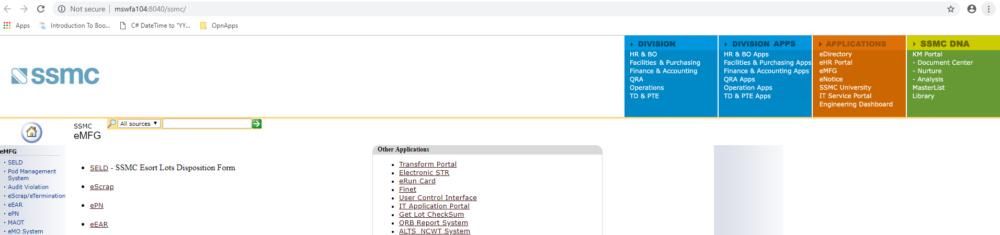 Not secure | mswfa104:8040/ssmc/
Apps Introduction To Boo... C# DateTime to "YY... OpnApps
ssmc
DIVISION
HR & BO
Facilities & Purchasing
Finance & Accounting
QRA
Operations
TD & PTE
DIVISION APPS
HR & BO Apps
Facilities & Purchasing Apps
Finance & Accounting Apps
QRA Apps
Operation Apps
TD & PTE Apps
APPLICATIONS
eDirectory
eHR Portal
eMFG
eNotice
SSMC University
IT Service Portal
Engineering Dashboard
SSMC DNA
KM Portal
- Document Center
- Nurture
- Analysis
MasterList
Library
SSMC
eMFG
All sources
eMFG
SELD
Pod Management
System
Audit Violation
eScrap/eTermination
eEAR
ePN
MAOT
eMO System
SELD - SSMC Esort Lots Disposition Form
eScrap
ePN
eEAR
Other Applications
Transform Portal
Electronic STR
eRun Card
Finet
User Control Interface
IT Application Portal
Get Lot CheckSum
QRB Report System
ALTS_NCWT System